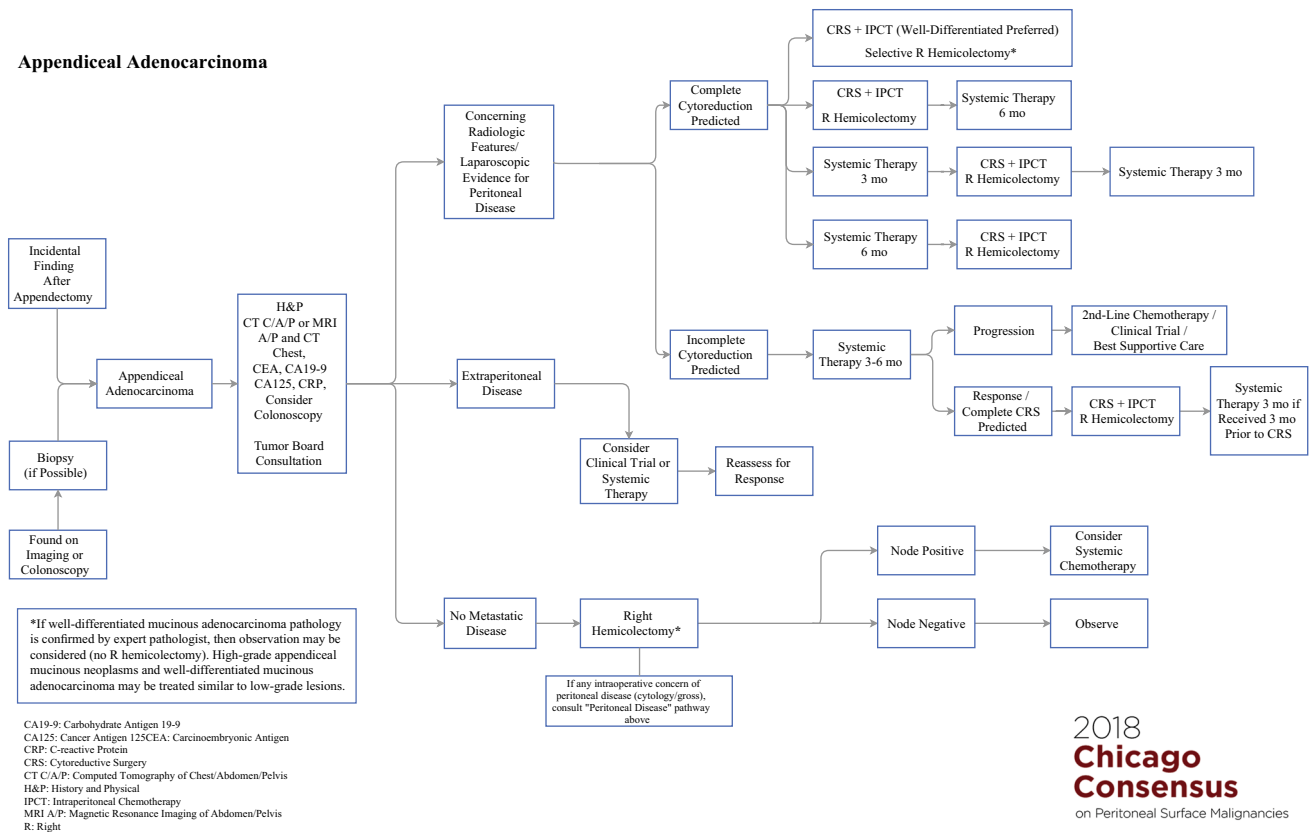 Appendiceal Adenocarcinoma
Incidental
Finding
After
Appendectomy
Biopsy
(if Possible)
Found on
Imaging or
Colonoscopy
Appendiceal
Adenocarcinoma
H&P
CT C/A/P or MRI
A/P and CT
Chest,
CEA, CA19-9
CA125, CRP,
Consider
Colonoscopy
Tumor Board
Consultation
Concerning
Radiologic
Features/
Laparoscopic
Evidence for
Peritoneal
Disease
Complete
Cytoreduction
Predicted
CRS + IPCT (Well-Differentiated Preferred)
Selective R Hemicolectomy*
CRS + IPCT
R Hemicolectomy
Systemic Therapy
6 mo
Systemic Therapy
3 mo
CRS + IPCT
R Hemicolectomy
Systemic Therapy 3 mo
Systemic Therapy
6 mo
CRS + IPCT
R Hemicolectomy
Incomplete
Cytoreduction
Predicted
Systemic
Therapy 3-6 mo
Progression
2nd-Line Chemotherapy /
Clinical Trial /
Best Supportive Care
Response /
Complete CRS
Predicted
CRS + IPCT
R Hemicolectomy
Systemic
Therapy 3 mo if
Received 3 mo
Prior to CRS
Extraperitoneal
Disease
Consider
Clinical Trial or
Systemic
Therapy
Reassess for
Response
No Metastatic
Disease
Right
Hemicolectomy*
If any intraoperative concern of
peritoneal disease (cytology/gross),
consult "Peritoneal Disease" pathway
above
Node Positive
Consider
Systemic
Chemotherapy
Node Negative
Observe
*If well-differentiated mucinous adenocarcinoma pathology
is confirmed by expert pathologist, then observation may be
considered (no R hemicolectomy). High-grade appendiceal
mucinous neoplasms and well-differentiated mucinous
adenocarcinoma may be treated similar to low-grade lesions.
CA19-9: Carbohydrate Antigen 19-9
CA125: Cancer Antigen 125CEA: Carcinoembryonic Antigen
CRP: C-reactive Protein
CRS: Cytoreductive Surgery
CT C/A/P: Computed Tomography of Chest/Abdomen/Pelvis
H&P: History and Physical
IPCT: Intraperitoneal Chemotherapy
MRI A/P: Magnetic Resonance Imaging of Abdomen/Pelvis
R: Right
2018
Chicago
Consensus
on Peritoneal Surface Malignancies